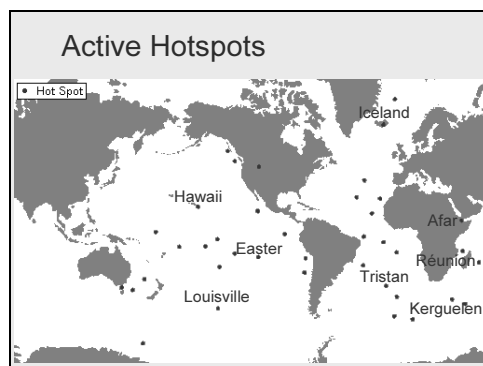 Active Hotspots
Hot Spot
Iceland
Hawaii
Afar
Easter
Réunion
Tristan
Louisville
Kerguelen